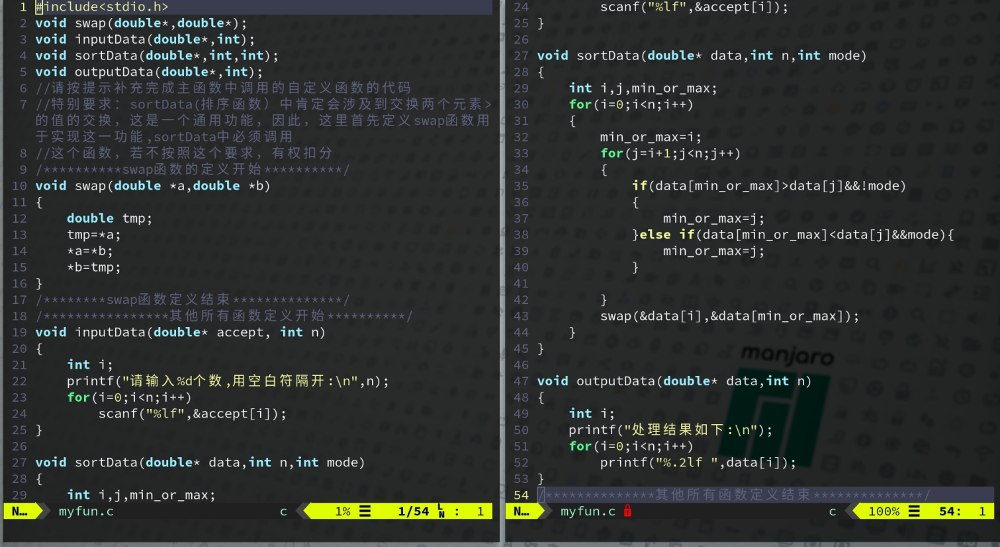 1 #include<stdio.h>
2 void swap(double*,double*);
3 void inputData(double*,int);
4 void sortData(double*,int,int);
5 void outputData(double*,int);
6 //请按提示补充完成主函数中调用的自定义函数的代码
7 //特别要求：sortData(排序函数）中肯定会涉及到交换两个元素>
的值的交换，这是一个通用功能，因此，这里首先定义swap函数用
于实现这一功能,sortData中必须调用
8 //这个函数，若不按照这个要求，有权扣分
9 /**********swap函数的定义开始**********/
10 void swap(double *a,double *b)
11 {
12     double tmp;
13     tmp=*a;
14     *a=*b;
15     *b=tmp;
16 }
17 /********swap函数定义结束**************/
18 /****************其他所有函数定义开始**********/
19 void inputData(double* accept, int n)
20 {
21     int i;
22     printf("请输入%d个数,用空白符隔开:\n",n);
23     for(i=0;i<n;i++)
24         scanf("%lf",&accept[i]);
25 }
26
27 void sortData(double* data,int n,int mode)
28 {
29     int i,j,min_or_max;
N… myfun.c c 1% ☰ 1/54 LN : 1
24         scanf("%lf",&accept[i]);
25 }
26
27 void sortData(double* data,int n,int mode)
28 {
29     int i,j,min_or_max;
30     for(i=0;i<n;i++)
31     {
32         min_or_max=i;
33         for(j=i+1;j<n;j++)
34         {
35             if(data[min_or_max]>data[j]&&!mode)
36             {
37                 min_or_max=j;
38             }else if(data[min_or_max]<data[j]&&mode){
39                 min_or_max=j;
40             }
41
42         }
43         swap(&data[i],&data[min_or_max]);
44     }
45 }
46
47 void outputData(double* data,int n)
48 {
49     int i;
50     printf("处理结果如下:\n");
51     for(i=0;i<n;i++)
52         printf("%.2lf ",data[i]);
53 }
54 /**************其他所有函数定义结束**************/
N… myfun.c c 100% ☰ 54: 1
manjaro